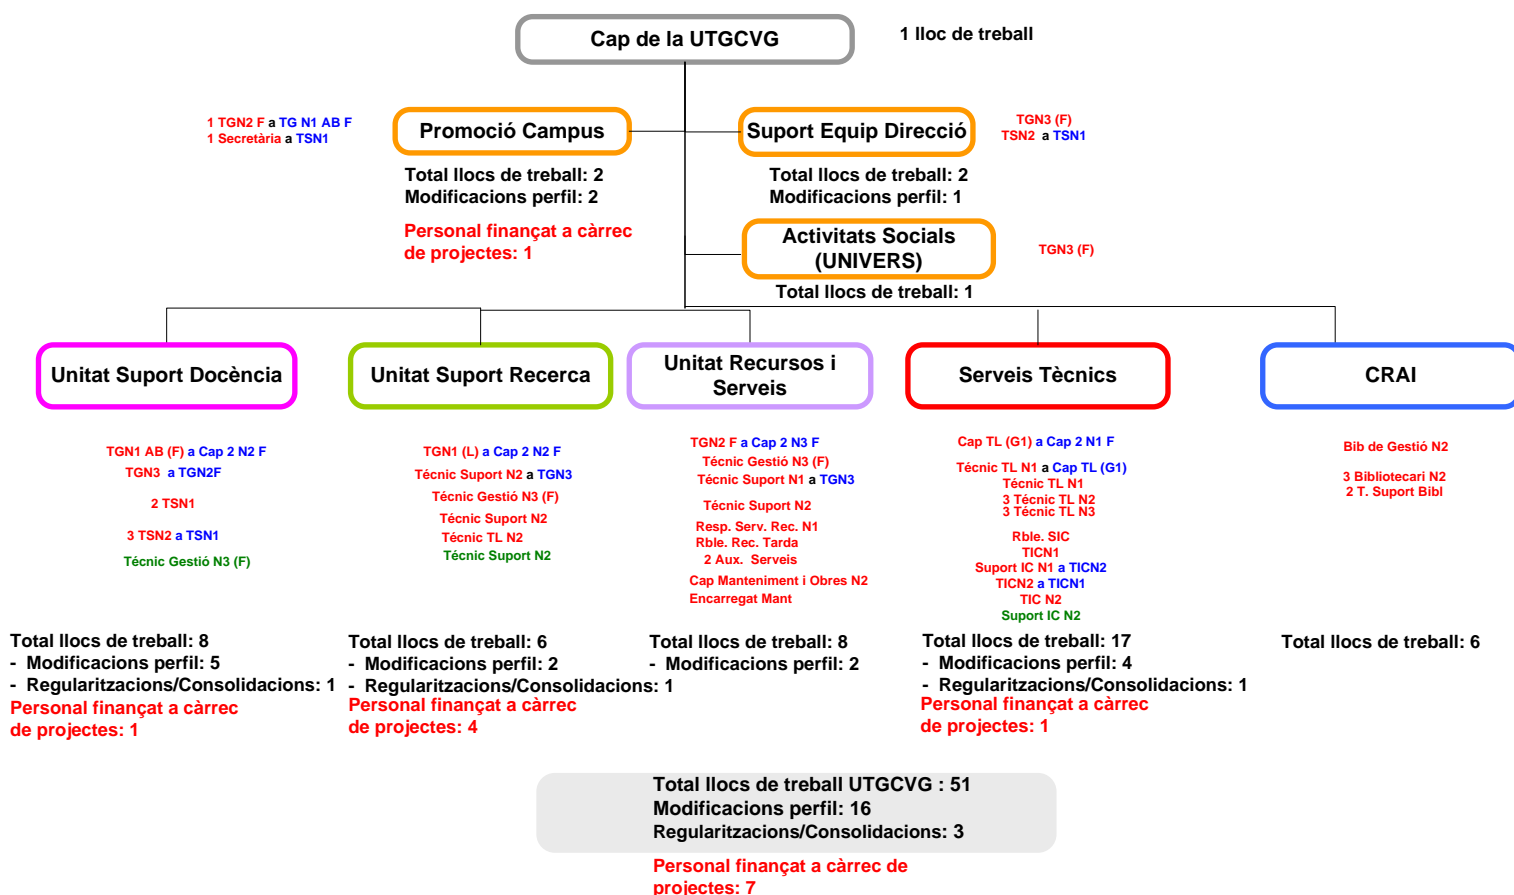 Cap de la UTGCVG
1 lloc de treball
1 TGN2 F a TG N1 AB F
1 Secretària a TSN1
Promoció Campus
Total llocs de treball: 2
Modificacions perfil: 2
Personal finançat a càrrec
de projectes: 1
Suport Equip Direcció
TGN3 (F)
TSN2 a TSN1
Total llocs de treball: 2
Modificacions perfil: 1
Activitats Socials
(UNIVERS)
TGN3 (F)
Total llocs de treball: 1
Unitat Suport Docència
TGN1 AB (F) a Cap 2 N2 F
TGN3 a TGN2F
2 TSN1
3 TSN2 a TSN1
Técnic Gestió N3 (F)
Total llocs de treball: 8
- Modificacions perfil: 5
- Regularitzacions/Consolidacions: 1
Personal finançat a càrrec
de projectes: 1
Unitat Suport Recerca
TGN1 (L) a Cap 2 N2 F
Técnic Suport N2 a TGN3
Técnic Gestió N3 (F)
Técnic Suport N2
Técnic TL N2
Técnic Suport N2
Total llocs de treball: 6
- Modificacions perfil: 2
- Regularitzacions/Consolidacions: 1
Personal finançat a càrrec
de projectes: 4
Unitat Recursos i
Serveis
TGN2 F a Cap 2 N3 F
Técnic Gestió N3 (F)
Técnic Suport N1 a TGN3
Técnic Suport N2
Resp. Serv. Rec. N1
Rble. Rec. Tarda
2 Aux. Serveis
Cap Manteniment i Obres N2
Encarregat Mant
Total llocs de treball: 8
- Modificacions perfil: 2
Serveis Tècnics
Cap TL (G1) a Cap 2 N1 F
Técnic TL N1 a Cap TL (G1)
Técnic TL N1
3 Técnic TL N2
3 Técnic TL N3
Rble. SIC
TICN1
Suport IC N1 a TICN2
TICN2 a TICN1
TIC N2
Suport IC N2
Total llocs de treball: 17
- Modificacions perfil: 4
- Regularitzacions/Consolidacions: 1
Personal finançat a càrrec
de projectes: 1
CRAI
Bib de Gestió N2
3 Bibliotecari N2
2 T. Suport Bibl
Total llocs de treball: 6
Total llocs de treball UTGCVG : 51
Modificacions perfil: 16
Regularitzacions/Consolidacions: 3
Personal finançat a càrrec de
projectes: 7